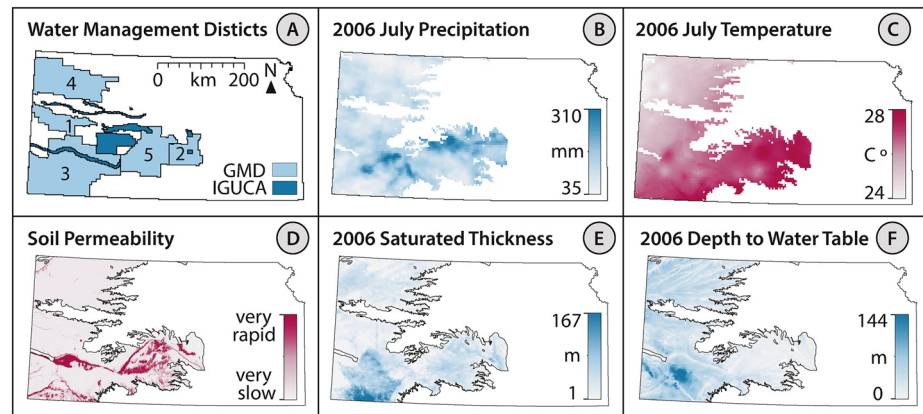 Water Management Disticts
A
N
0 km 200
4
1
5
2
3
GMD
IGUCA
2006 July Precipitation
B
310
mm
35
2006 July Temperature
C
28
C°
24
Soil Permeability
D
very
rapid
very
slow
2006 Saturated Thickness
E
167
m
1
2006 Depth to Water Table
F
144
m
0